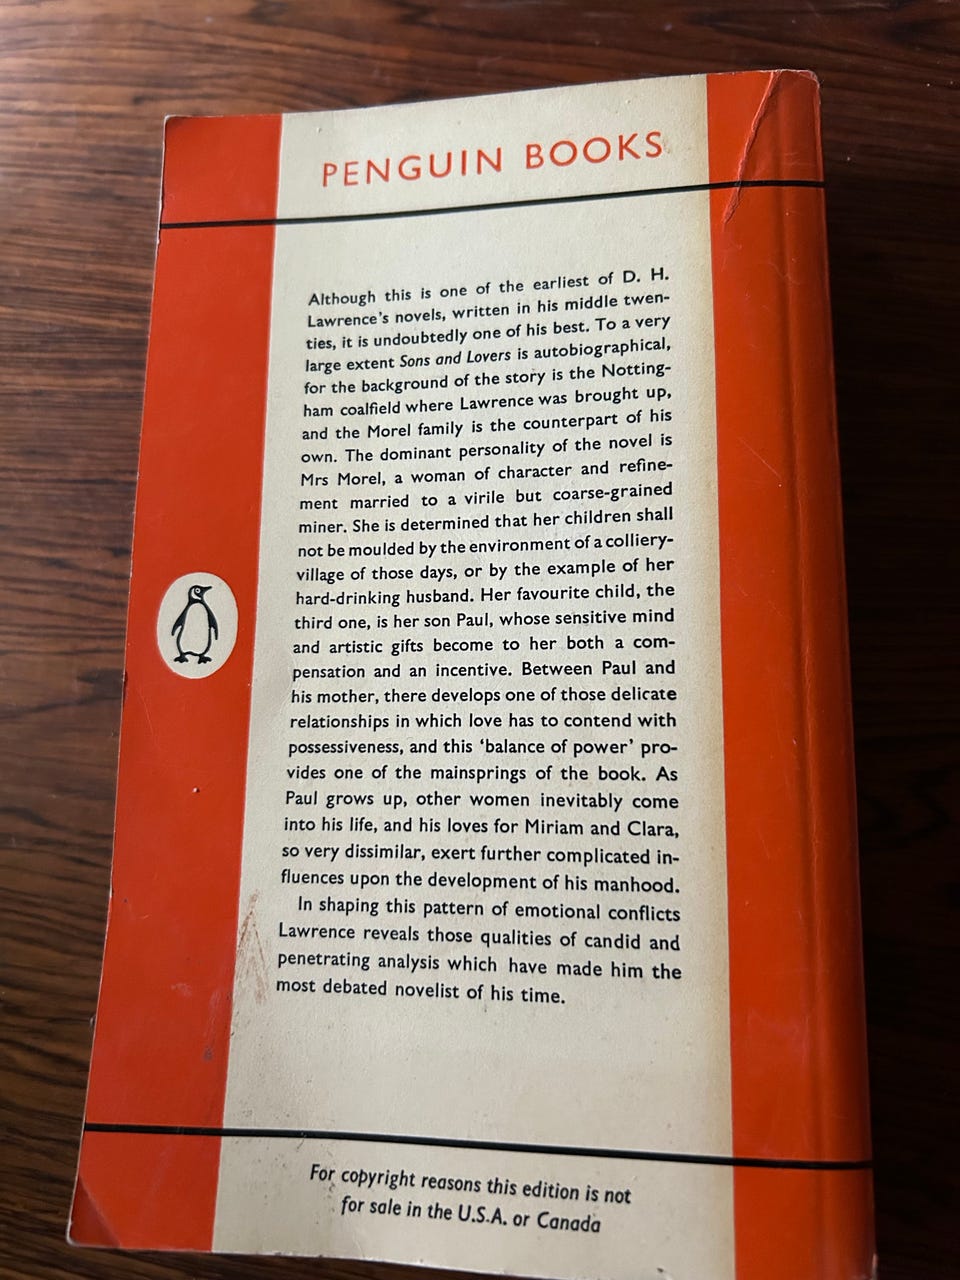 PENGUIN BOOKS
Although this is one of the earliest of D. H.
Lawrence's novels, written in his middle twen-
ties, it is undoubtedly one of his best. To a very
large extent Sons and Lovers is autobiographical,
for the background of the story is the Notting-
ham coalfield where Lawrence was brought up,
and the Morel family is the counterpart of his
own. The dominant personality of the novel is
Mrs Morel, a woman of character and refine-
ment married to a virile but coarse-grained
miner. She is determined that her children shall
not be moulded by the environment of a colliery-
village of those days, or by the example of her
hard-drinking husband. Her favourite child, the
third one, is her son Paul, whose sensitive mind
and artistic gifts become to her both a com-
pensation and an incentive. Between Paul and
his mother, there develops one of those delicate
relationships in which love has to contend with
possessiveness, and this ‘balance of power’ pro-
vides one of the mainsprings of the book. As
Paul grows up, other women inevitably come
into his life, and his loves for Miriam and Clara,
so very dissimilar, exert further complicated in-
fluences upon the development of his manhood.
In shaping this pattern of emotional conflicts
Lawrence reveals those qualities of candid and
penetrating analysis which have made him the
most debated novelist of his time.
For copyright reasons this edition is not
for sale in the U.S.A. or Canada